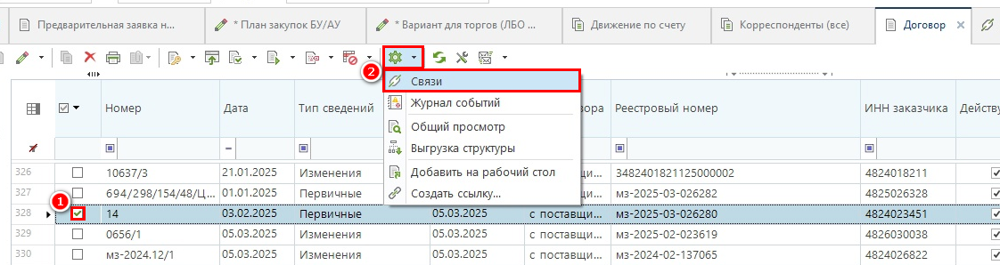 Предварительная заявка н... * План закупок БУ/АУ * Вариант для торгов (ЛБО ... Движение по счету Корреспонденты (все) Договор
2
Связи
Журнал событий
Общий просмотр
Выгрузка структуры
Добавить на рабочий стол
Создать ссылку...
Номер Дата Тип сведений вора Реестровый номер ИНН заказчика Действу
326 10637/3 21.01.2025 Изменения 3482401821125000002 4824018211
327 694/298/154/48/Ц... 01.01.2025 Первичные щи... мз-2025-03-026282 4825026328
1
328 14 03.02.2025 Первичные 05.03.2025 с поставщи... мз-2025-03-026280 4824023451
329 0656/1 05.03.2025 Изменения 05.03.2025 с поставщи... мз-2025-02-023619 4826030038
330 мз-2024.12/1 05.03.2025 Изменения 05.03.2025 с поставщи... мз-2024-02-137065 4824026822